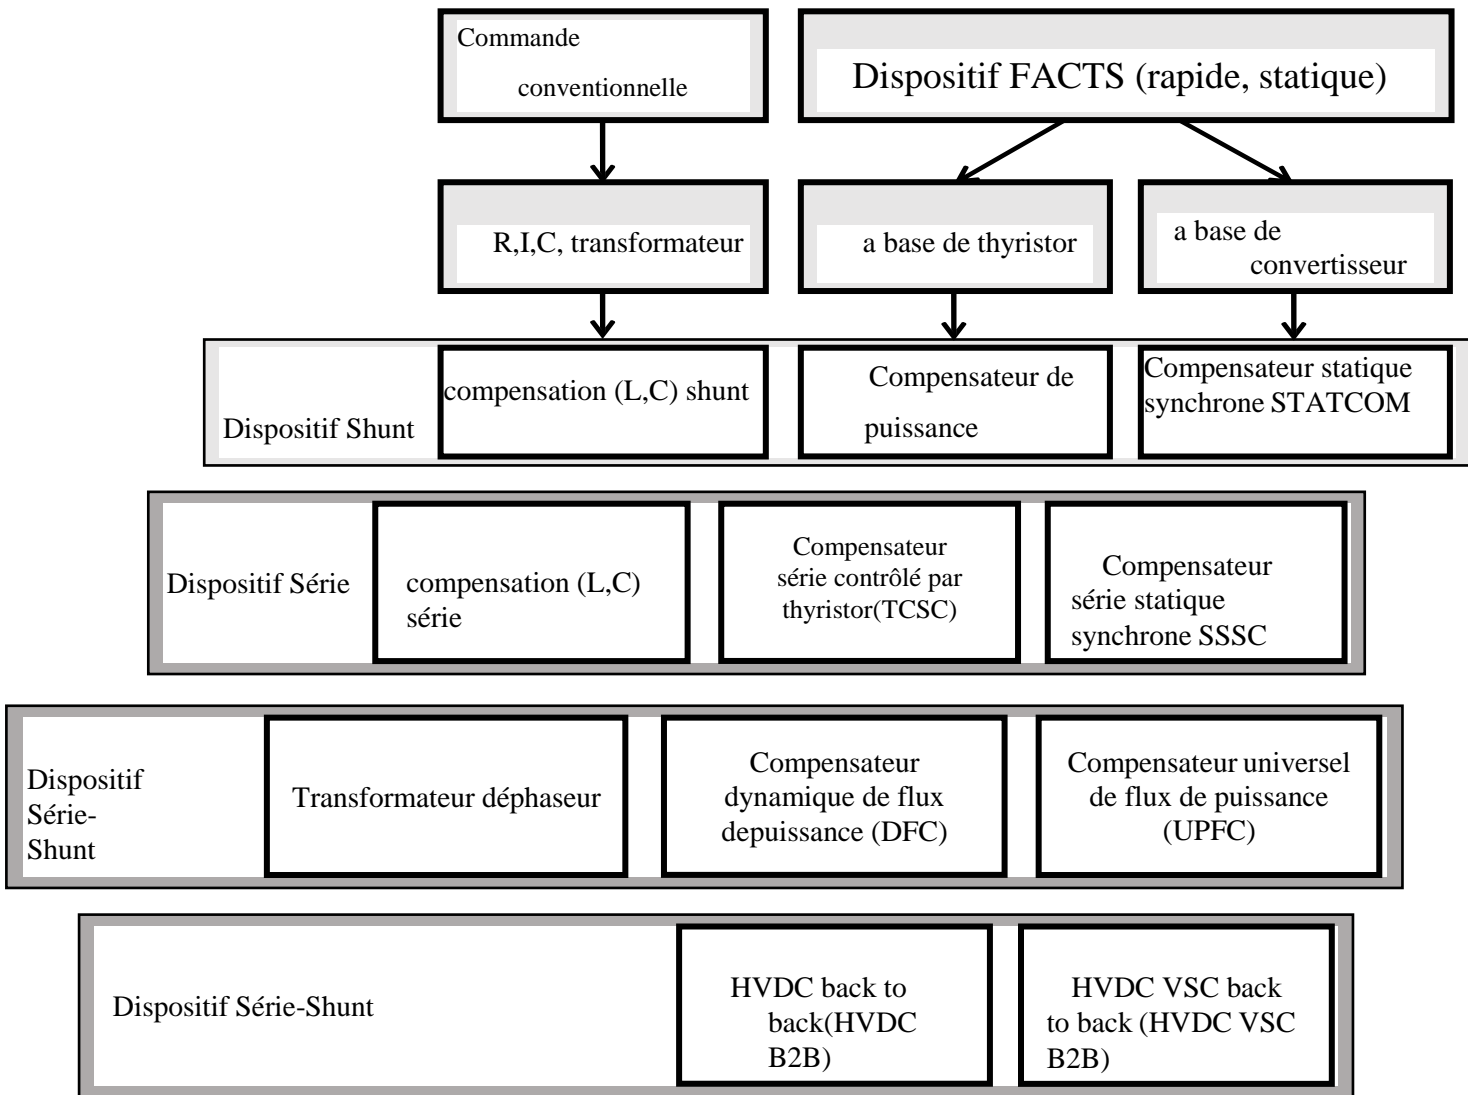 Commande
conventionnelle
Dispositif FACTS (rapide, statique)
R,I,C, transformateur
a base de thyristor
a base de
convertisseur
Dispositif Shunt
compensation (L,C) shunt
Compensateur de
puissance
Compensateur statique
synchrone STATCOM
Dispositif Série
compensation (L,C)
série
Compensateur
série contrôlé par
thyristor(TCSC)
Compensateur
série statique
synchrone SSSC
Dispositif
Série-
Shunt
Transformateur déphaseur
Compensateur
dynamique de flux
depuissance (DFC)
Compensateur universel
de flux de puissance
(UPFC)
Dispositif Série-Shunt
HVDC back to
back(HVDC
B2B)
HVDC VSC back
to back (HVDC VSC
B2B)